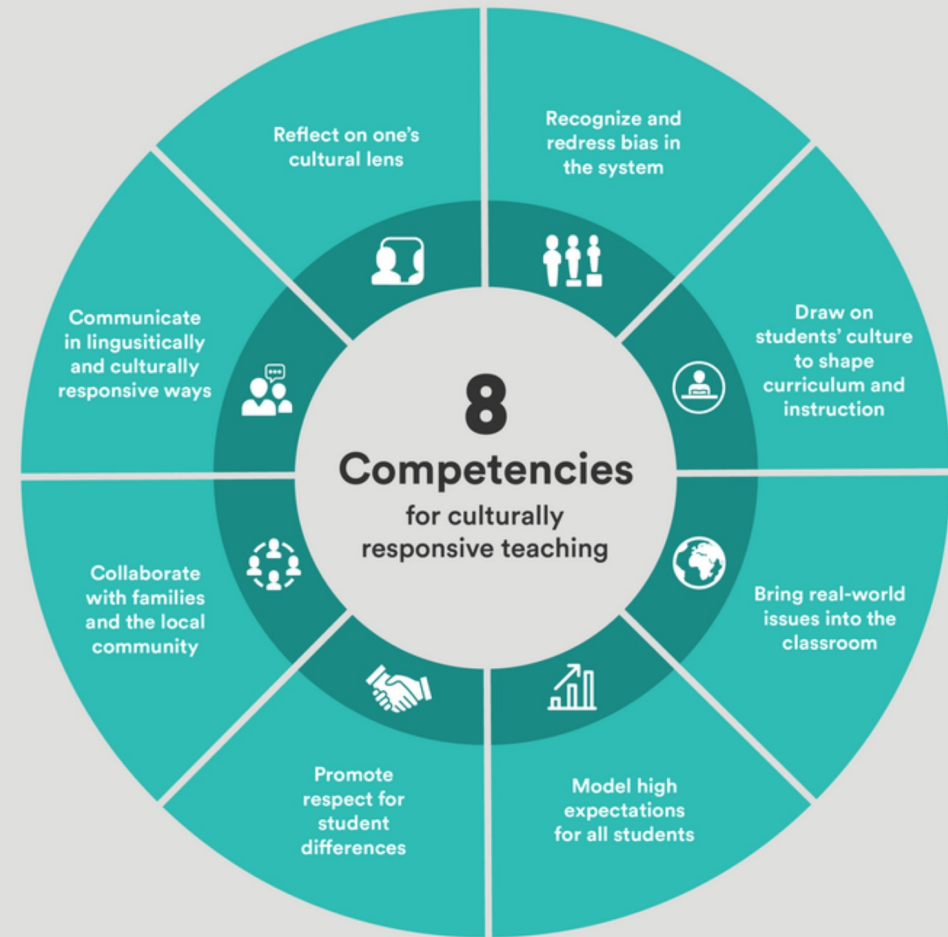 8
Competencies
for culturally
responsive teaching
Reflect on one's
cultural lens
Recognize and
redress bias in
the system
Draw on
students' culture
to shape
curriculum and
instruction
Bring real-world
issues into the
classroom
Model high
expectations
for all students
Promote
respect for
student
differences
Collaborate
with families
and the local
community
Communicate
in lingusitically
and culturally
responsive ways